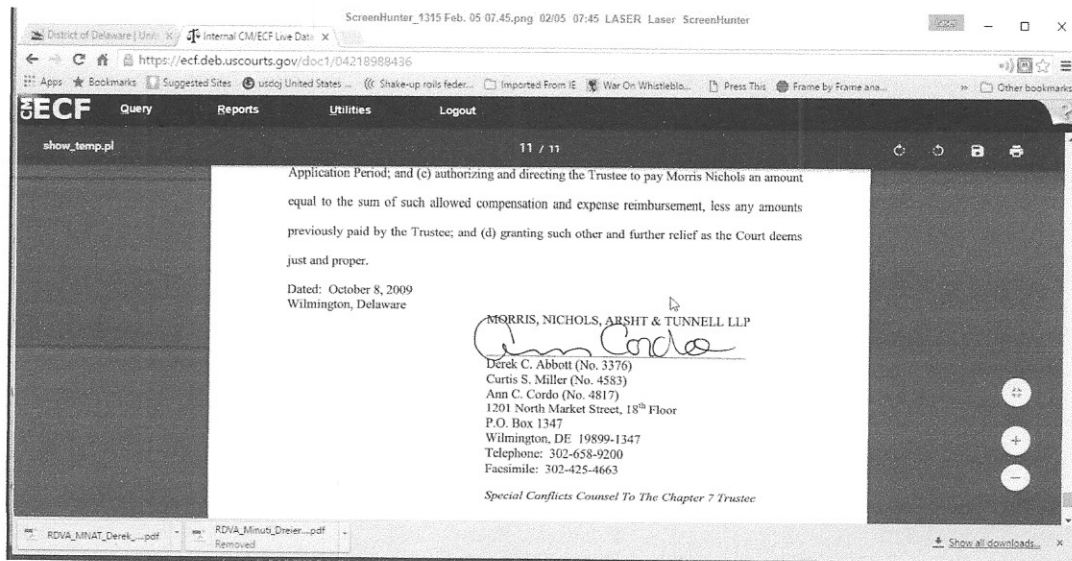 ScreenHunter_1315 Feb. 05 07.45.png 02/05 07:45 LASER Laser ScreenHunter
District of Delaware | Unit
Internal CM/ECF Live Data
https://ecf.deb.uscourts.gov/doc1/04218988436
Apps Bookmarks Suggested Sites usdoj United States ... Shake-up roils feder... Imported From IE War On Whistleblo... Press This Frame by Frame ana... » Other bookmarks
CM ECF Query Reports Utilities Logout
show_temp.pl 11 / 11
Application Period; and (c) authorizing and directing the Trustee to pay Morris Nichols an amount
equal to the sum of such allowed compensation and expense reimbursement, less any amounts
previously paid by the Trustee; and (d) granting such other and further relief as the Court deems
just and proper.
Dated: October 8, 2009
Wilmington, Delaware
MORRIS, NICHOLS, ARSHT & TUNNELL LLP
Ann Cordo
Derek C. Abbott (No. 3376)
Curtis S. Miller (No. 4583)
Ann C. Cordo (No. 4817)
1201 North Market Street, 18th Floor
P.O. Box 1347
Wilmington, DE 19899-1347
Telephone: 302-658-9200
Facsimile: 302-425-4663
Special Conflicts Counsel To The Chapter 7 Trustee
RDVA_MNAT_Derek_....pdf
RDVA_Minuti_Dreier....pdf
Removed
Show all downloads...